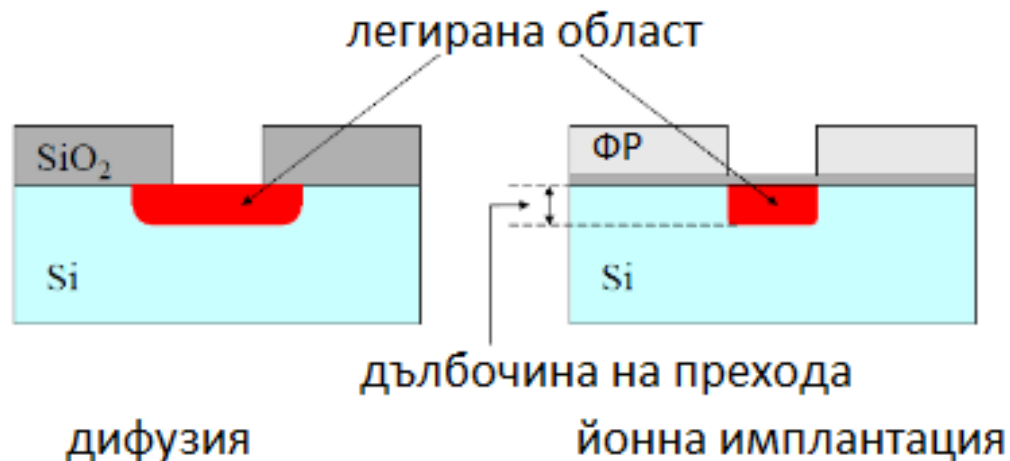 легирана област
SiO₂
ФР
Si
Si
дълбочина на прехода
дифузия
йонна имплантация